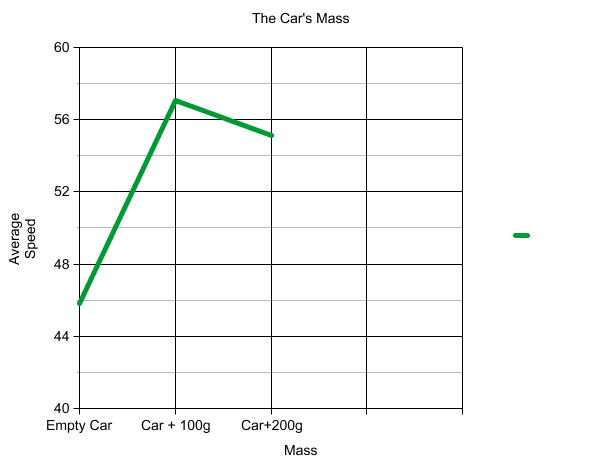 The Car's Mass
60
56
52
48
44
40
Average
Speed
Empty Car Car + 100g Car+200g
Mass